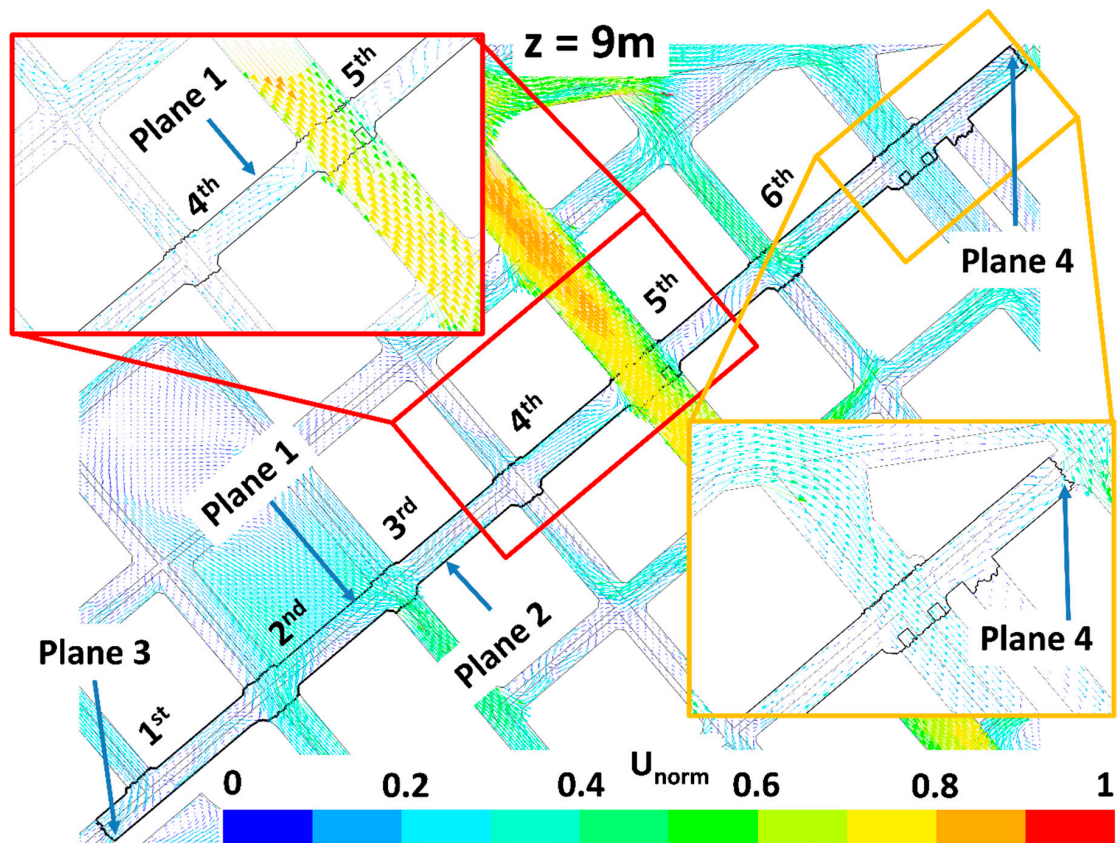 z = 9m
5th
Plane 1
4th
6th
Plane 4
5th
4th
Plane 1
3rd
2nd
Plane 2
Plane 3
1st
Plane 4
Unorm
0 0.2 0.4 0.6 0.8 1